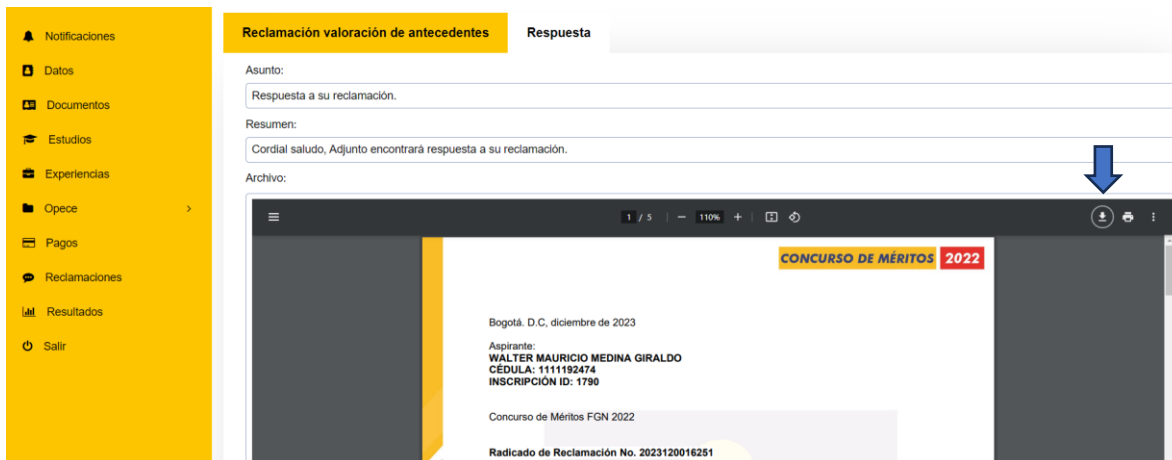 Notificaciones
Datos
Documentos
Estudios
Experiencias
Opece
Pagos
Reclamaciones
Resultados
Salir
Reclamación valoración de antecedentes
Respuesta
Asunto:
Respuesta a su reclamación.
Resumen:
Cordial saludo, Adjunto encontrará respuesta a su reclamación.
Archivo:
1 / 5 | − 110% +
CONCURSO DE MÉRITOS 2022
Bogotá. D.C, diciembre de 2023
Aspirante:
WALTER MAURICIO MEDINA GIRALDO
CÉDULA: 1111192474
INSCRIPCIÓN ID: 1790
Concurso de Méritos FGN 2022
Radicado de Reclamación No. 2023120016251